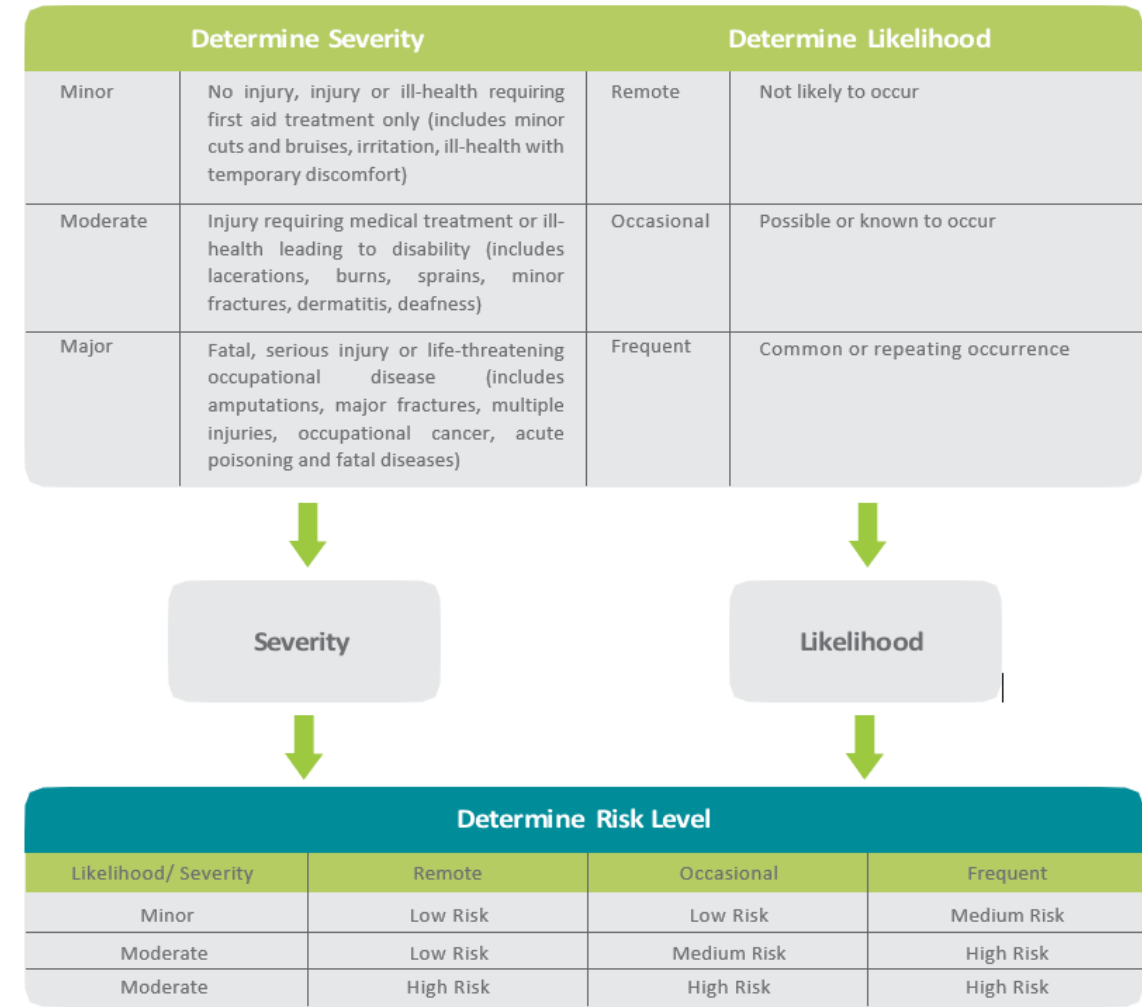 Determine Severity Determine Likelihood
Minor No injury, injury or ill-health requiring Remote Not likely to occur
first aid treatment only (includes minor
cuts and bruises, irritation, ill-health with
temporary discomfort)
Moderate Injury requiring medical treatment or ill- Occasional Possible or known to occur
health leading to disability (includes
lacerations, burns, sprains, minor
fractures, dermatitis, deafness)
Major Fatal, serious injury or life-threatening Frequent Common or repeating occurrence
occupational disease (includes
amputations, major fractures, multiple
injuries, occupational cancer, acute
poisoning and fatal diseases)
Severity Likelihood
Determine Risk Level
Likelihood/ Severity Remote Occasional Frequent
Minor Low Risk Low Risk Medium Risk
Moderate Low Risk Medium Risk High Risk
Moderate High Risk High Risk High Risk